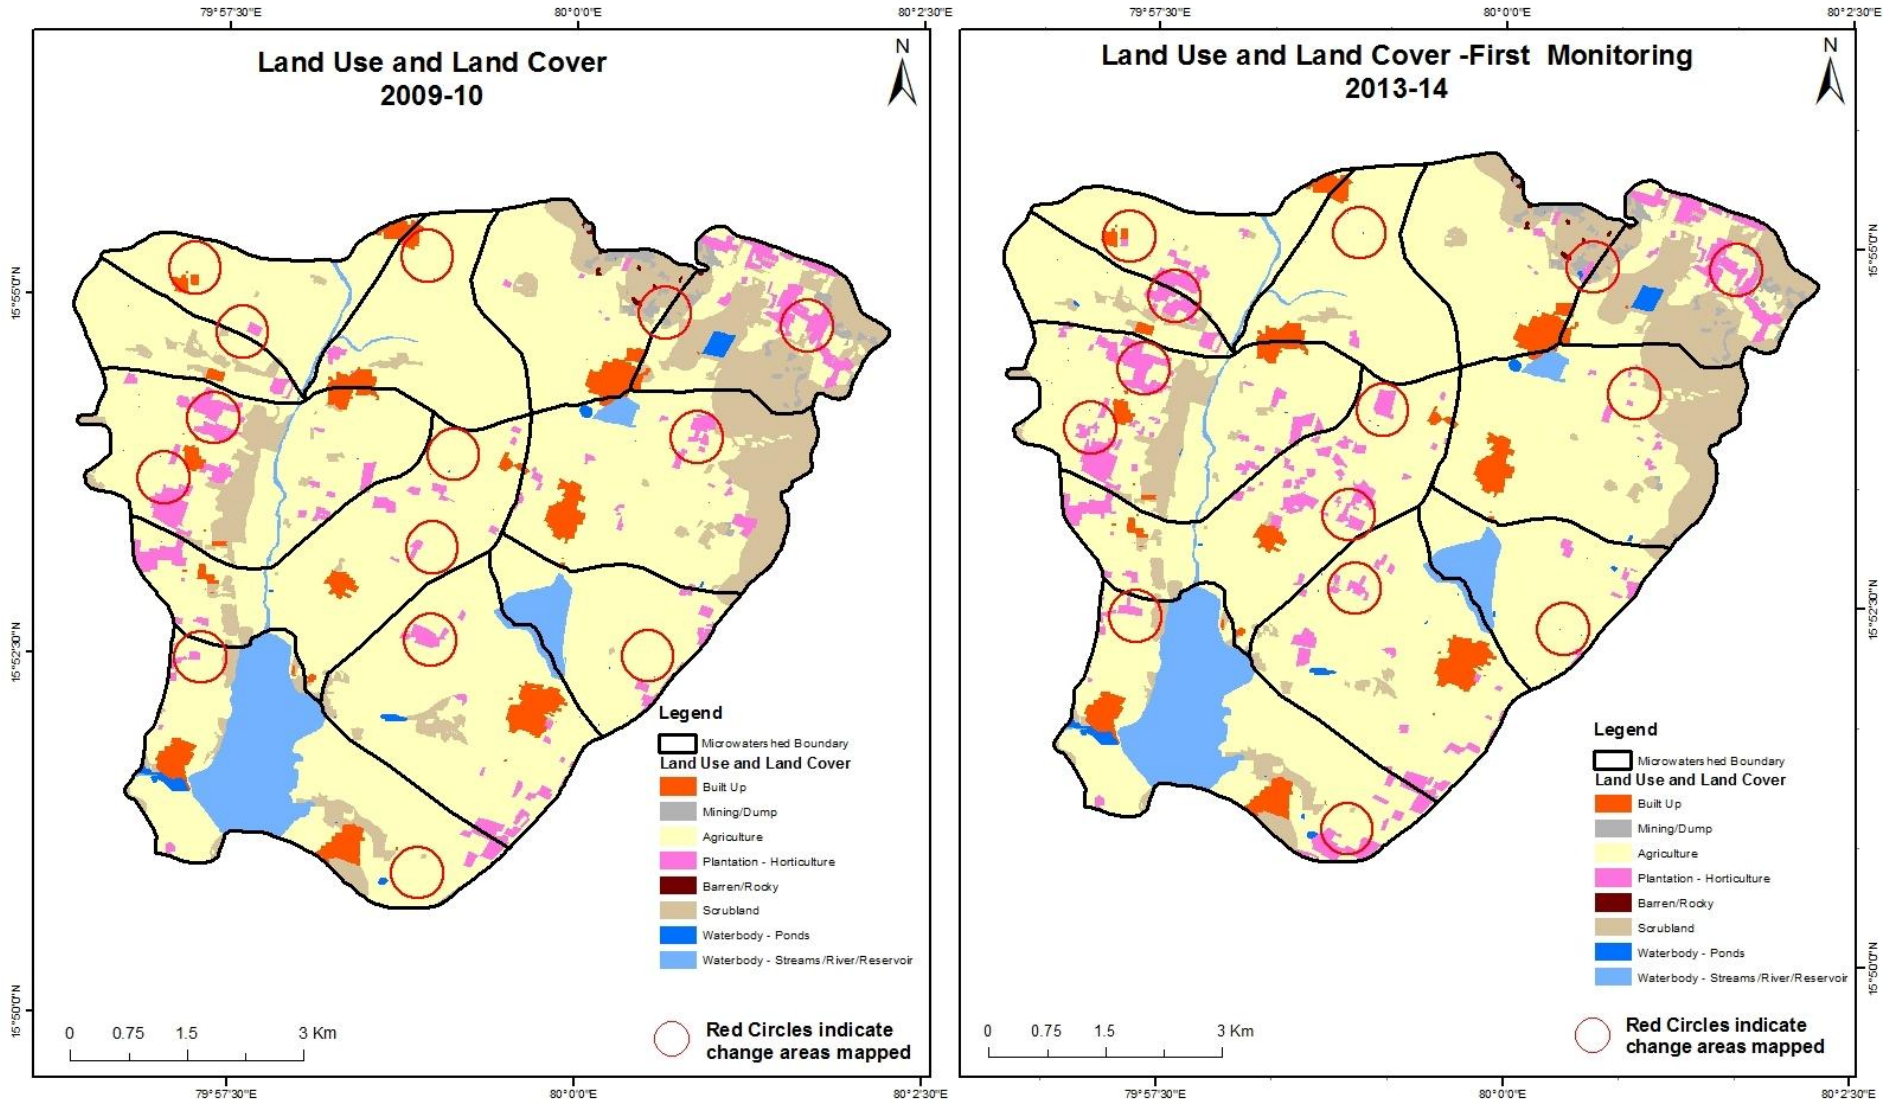 79°57'30"E
80°0'0"E
80°2'30"E
79°57'30"E
80°0'0"E
80°2'30"E
Land Use and Land Cover
2009-10
N
15°55'0"N
15°52'30"N
15°50'0"N
Legend
Microwatershed Boundary
Land Use and Land Cover
Built Up
Mining/Dump
Agriculture
Plantation - Horticulture
Barren/Rocky
Scrubland
Waterbody - Ponds
Waterbody - Streams/River/Reservoir
0 0.75 1.5 3 Km
Red Circles indicate
change areas mapped
Land Use and Land Cover -First Monitoring
2013-14
N
15°55'0"N
15°52'30"N
15°50'0"N
Legend
Microwatershed Boundary
Land Use and Land Cover
Built Up
Mining/Dump
Agriculture
Plantation - Horticulture
Barren/Rocky
Scrubland
Waterbody - Ponds
Waterbody - Streams/River/Reservoir
0 0.75 1.5 3 Km
Red Circles indicate
change areas mapped
79°57'30"E
80°0'0"E
80°2'30"E
79°57'30"E
80°0'0"E
80°2'30"E